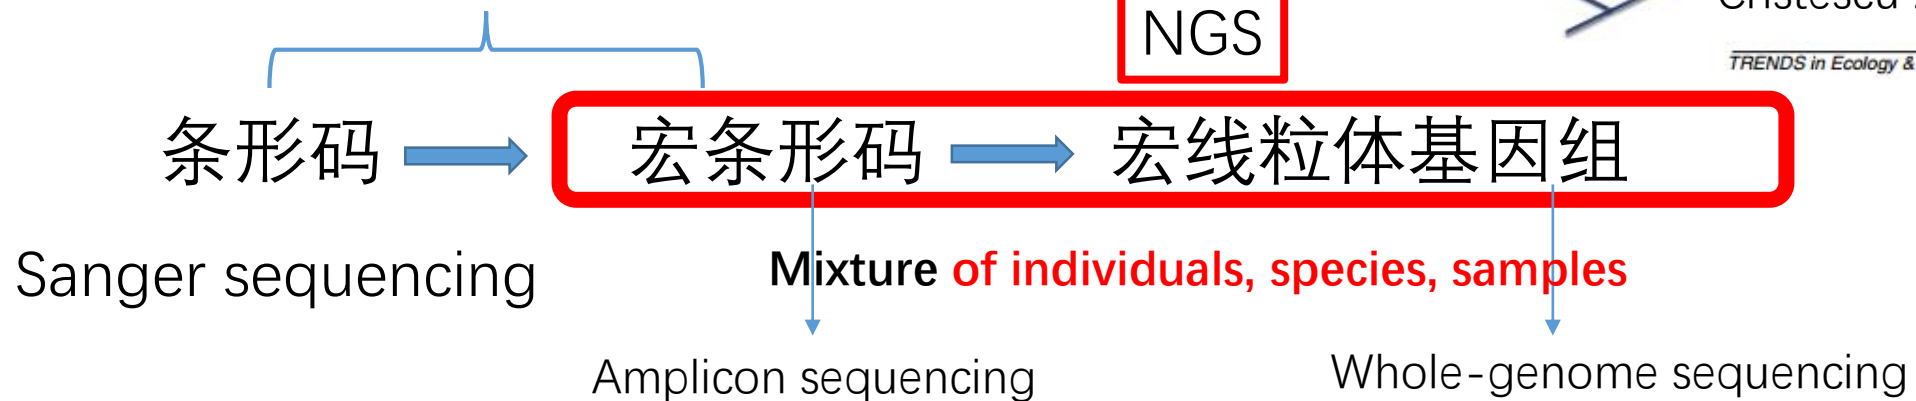 NGS
TRENDS in Ecology &
条形码 宏条形码 宏线粒体基因组
Sanger sequencing
Mixture of individuals, species, samples
Amplicon sequencing
Whole-genome sequencing